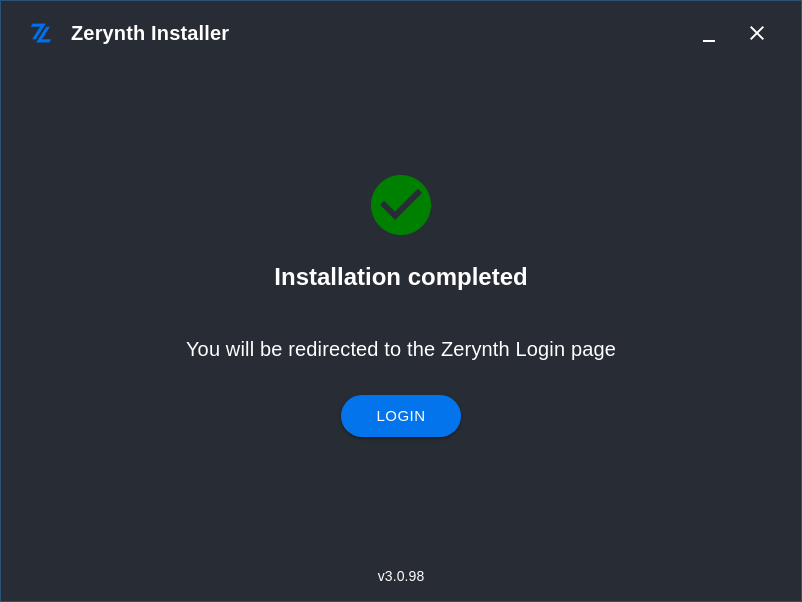 Zerynth Installer
Installation completed
You will be redirected to the Zerynth Login page
LOGIN
v3.0.98